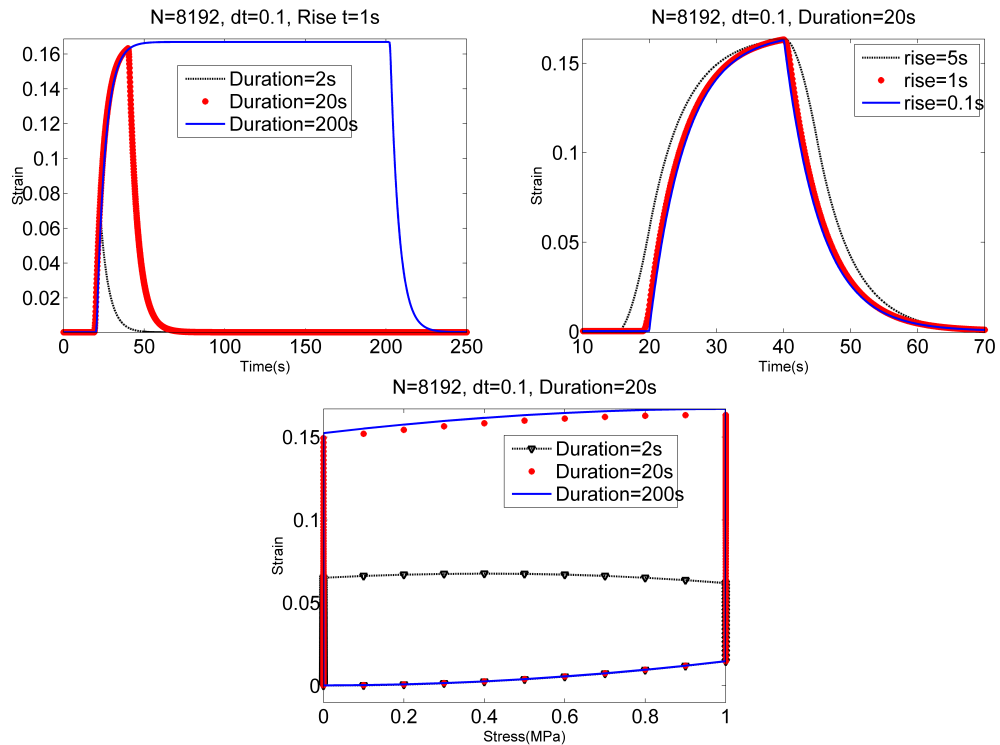 N=8192, dt=0.1, Rise t=1s
Strain
0.16
0.14
0.12
0.1
0.08
0.06
0.04
0.02
0
Duration=2s
Duration=20s
Duration=200s
0 50 100 150 200 250
Time(s)
N=8192, dt=0.1, Duration=20s
Strain
0.15
0.1
0.05
0
rise=5s
rise=1s
rise=0.1s
10 20 30 40 50 60 70
Time(s)
N=8192, dt=0.1, Duration=20s
Strain
0.15
0.1
0.05
0
Duration=2s
Duration=20s
Duration=200s
0 0.2 0.4 0.6 0.8 1
Stress(MPa)